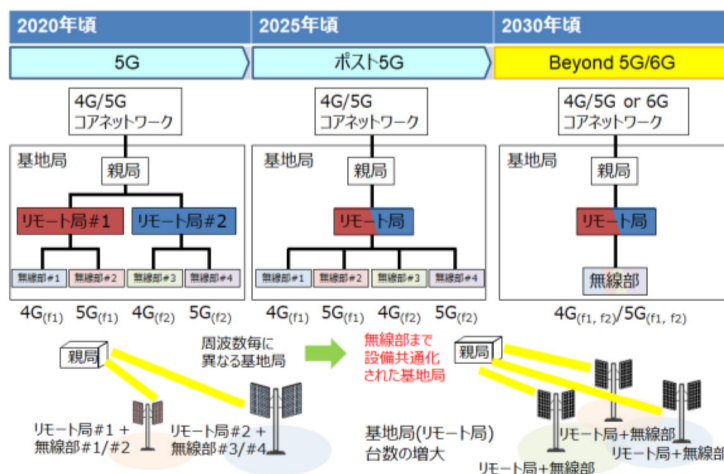 2020年頃
2025年頃
2030年頃
5G
ポスト5G
Beyond 5G/6G
4G/5G
コアネットワーク
4G/5G
コアネットワーク
4G/5G or 6G
コアネットワーク
基地局
親局
基地局
親局
基地局
親局
リモート局#1
リモート局#2
リモート局
リモート局
無線部#1
無線部#2
無線部#3
無線部#4
無線部#1
無線部#2
無線部#3
無線部#4
無線部
4G(f1)
5G(f1)
4G(f2)
5G(f2)
4G(f1)
5G(f1)
4G(f2)
5G(f2)
4G(f1, f2)/5G(f1, f2)
親局
周波数毎に
異なる基地局
無線部まで
設備共通化
された基地局
親局
リモート局#1 +
無線部#1/#2
リモート局#2 +
無線部#3/#4
基地局(リモート局)
台数の増大
リモート局+無線部
リモート局+無線部
リモート局+無線部